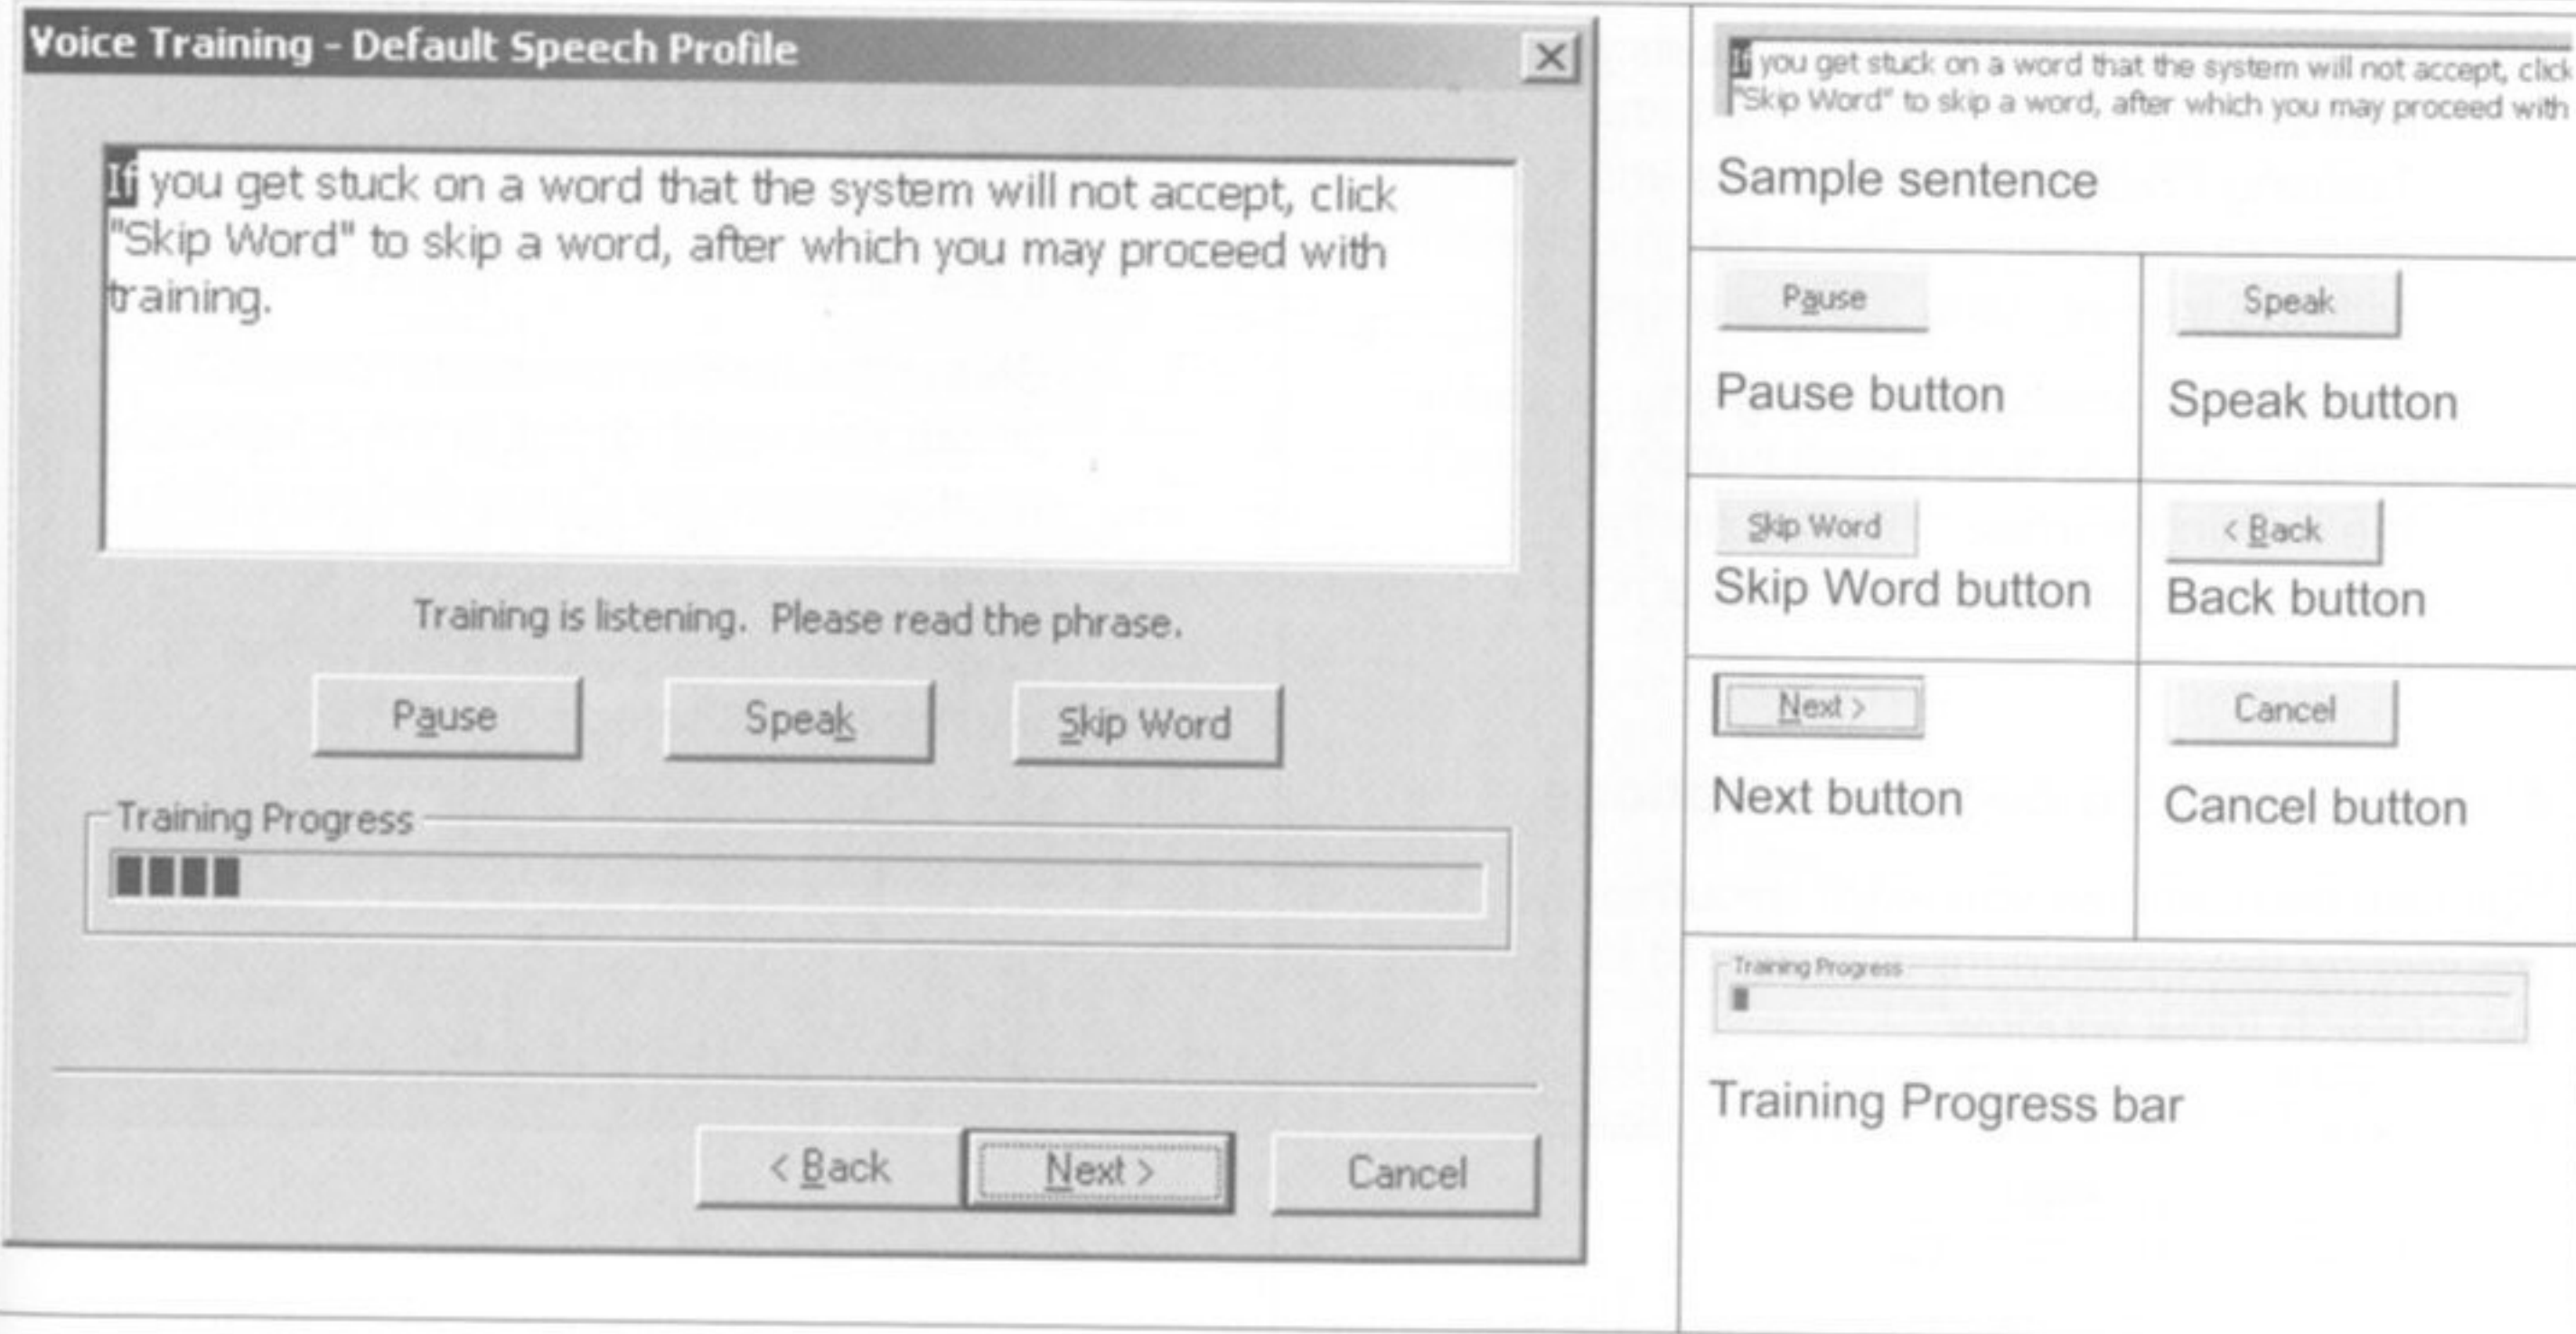 Voice Training - Default Speech Profile
If you get stuck on a word that the system will not accept, click
"Skip Word" to skip a word, after which you may proceed with
training.
Training is listening.  Please read the phrase.
Pause
Speak
Skip Word
Training Progress
< Back
Next >
Cancel
If you get stuck on a word that the system will not accept, click
"Skip Word" to skip a word, after which you may proceed with
Sample sentence
Pause
Pause button
Speak
Speak button
Skip Word
Skip Word button
< Back
Back button
Next >
Next button
Cancel
Cancel button
Training Progress
Training Progress bar